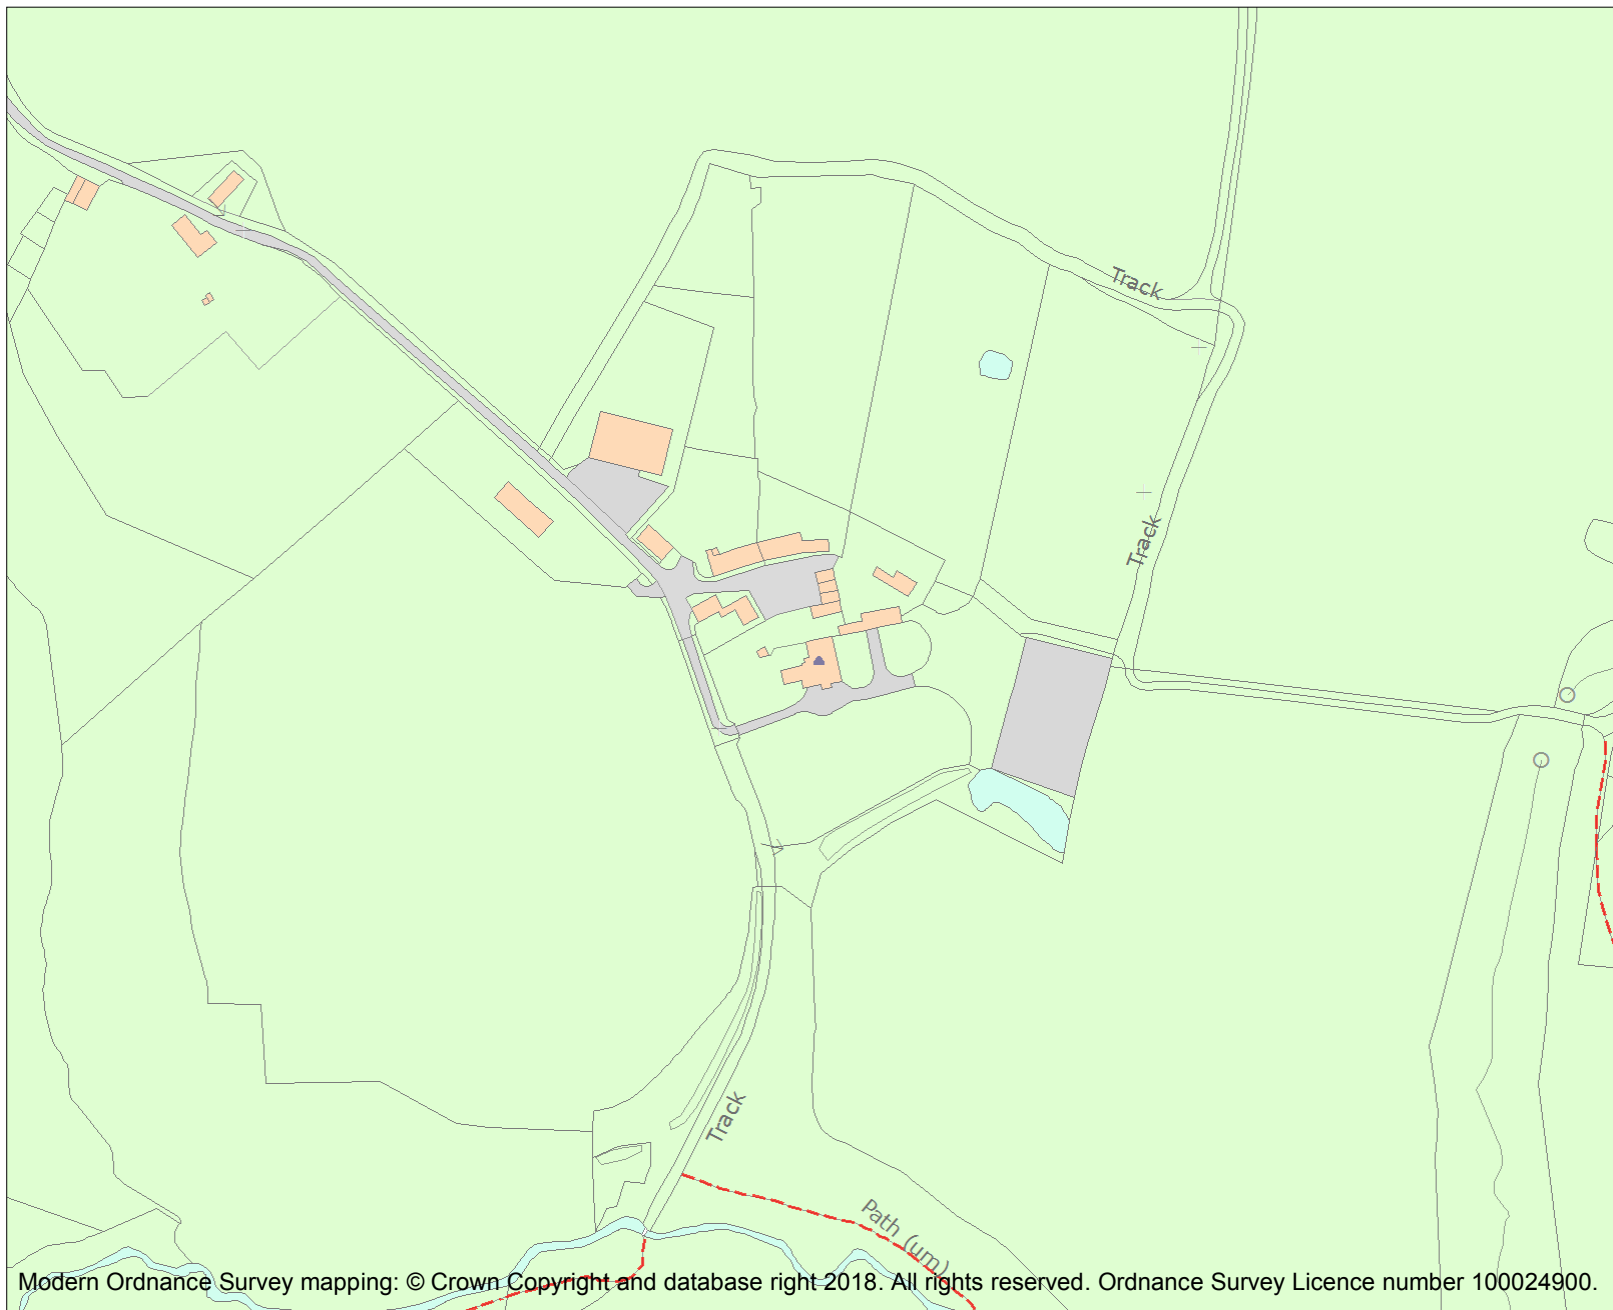 Track
Track
Track
Path (um)
Modern Ordnance Survey mapping: © Crown Copyright and database right 2018. All rights reserved. Ordnance Survey Licence number 100024900.